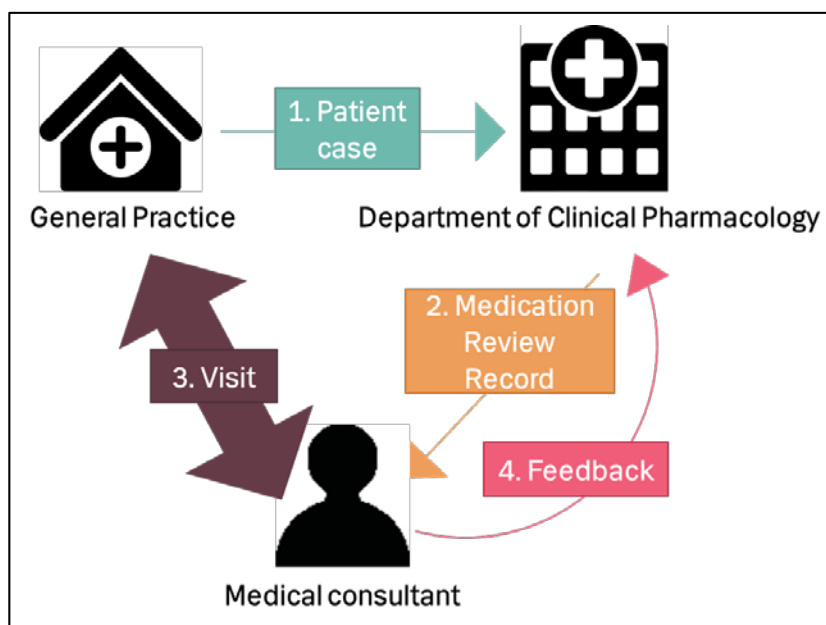 1. Patient
case
General Practice
Department of Clinical Pharmacology
2. Medication
Review
Record
3. Visit
4. Feedback
Medical consultant